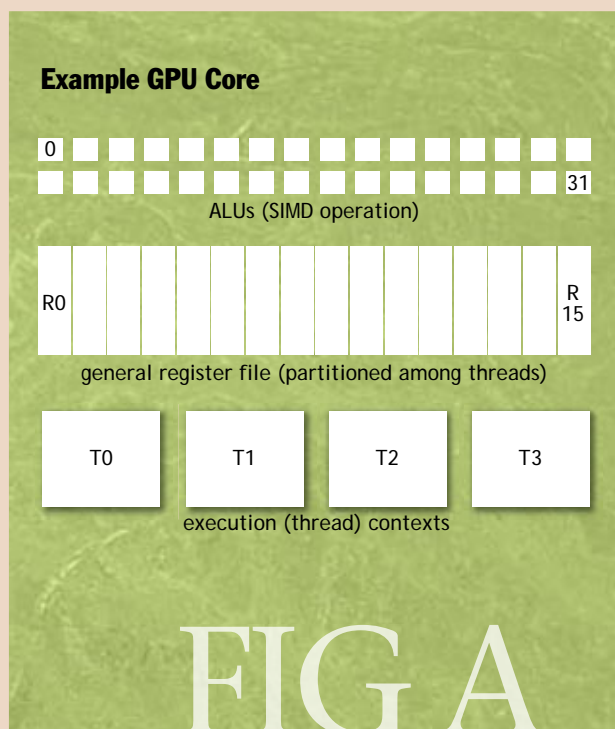 Example GPU Core
0
31
ALUs (SIMD operation)
R0
R
15
general register file (partitioned among threads)
T0 T1 T2 T3
execution (thread) contexts
FIG A